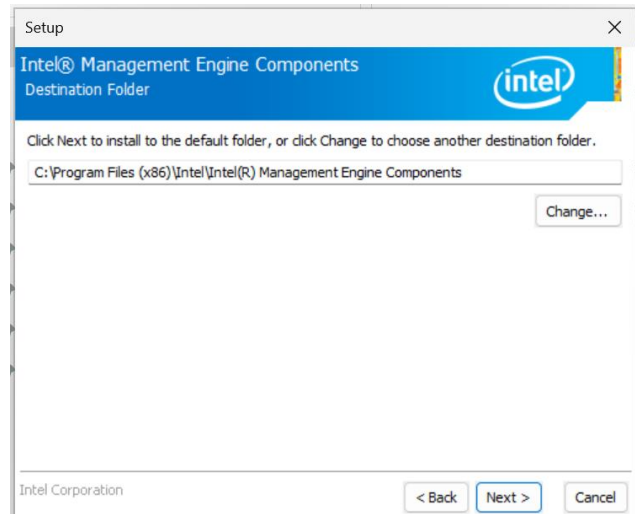 Setup
Intel® Management Engine Components
Destination Folder
intel
Click Next to install to the default folder, or click Change to choose another destination folder.
C:\Program Files (x86)\Intel\Intel(R) Management Engine Components
Change...
Intel Corporation
< Back Next > Cancel